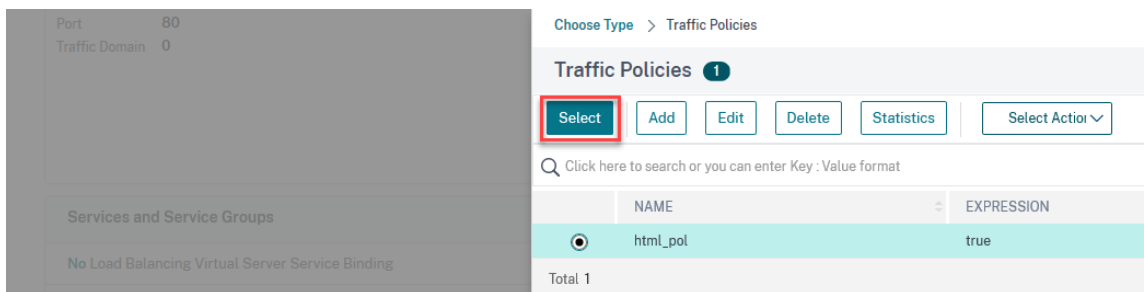 Port 80
Traffic Domain 0
Services and Service Groups
No Load Balancing Virtual Server Service Binding
Choose Type > Traffic Policies
Traffic Policies 1
Select Add Edit Delete Statistics Select Action
Click here to search or you can enter Key : Value format
NAME EXPRESSION
html_pol true
Total 1